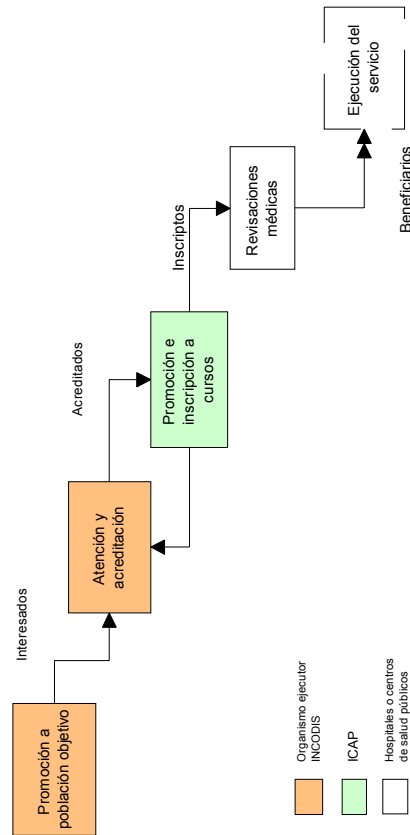 Promoción a
población objetivo
Interesados
Atención y
acreditación
Acreditados
Promoción e
inscripción a
cursos
Inscriptos
Revisaciones
médicas
Ejecución del
servicio
Beneficiarios
Organismo ejecutor
INCODIS
ICAP
Hospitales o centros
de salud públicos